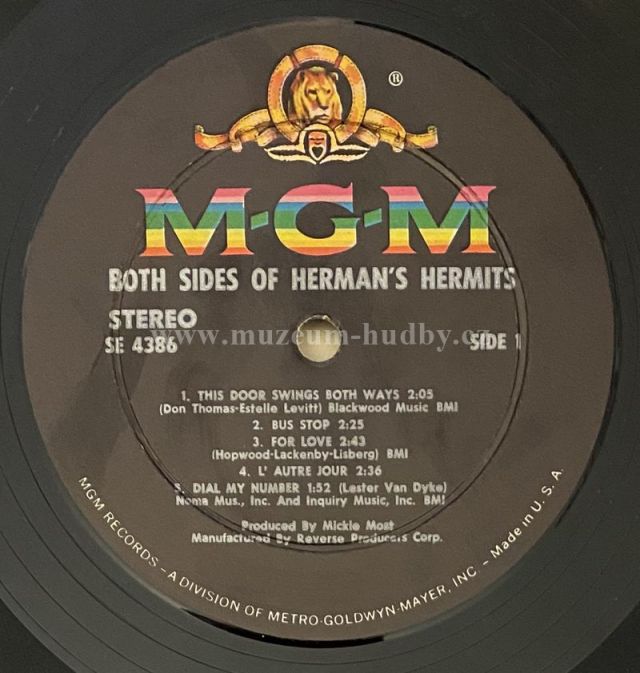 ®
M-G-M
BOTH SIDES OF HERMAN'S HERMITS
STEREO
www.muzeum-hudby.cz
SE 4386
SIDE 1
1. THIS DOOR SWINGS BOTH WAYS 2:05
(Don Thomas-Estelle Levitt) Blackwood Music BMI
2. BUS STOP 2:25
3. FOR LOVE 2:43
(Hopwood-Lackenby-Lisberg) BMI
4. L' AUTRE JOUR 2:36
5. DIAL MY NUMBER 1:52 (Lester Van Dyke)
Noma Mus., Inc. And Inquiry Music, Inc. BMI
Produced By Mickie Most
Manufactured By Reverse Producers Corp.
MGM RECORDS – A DIVISION OF METRO-GOLDWYN-MAYER, INC. – Made in U. S. A.